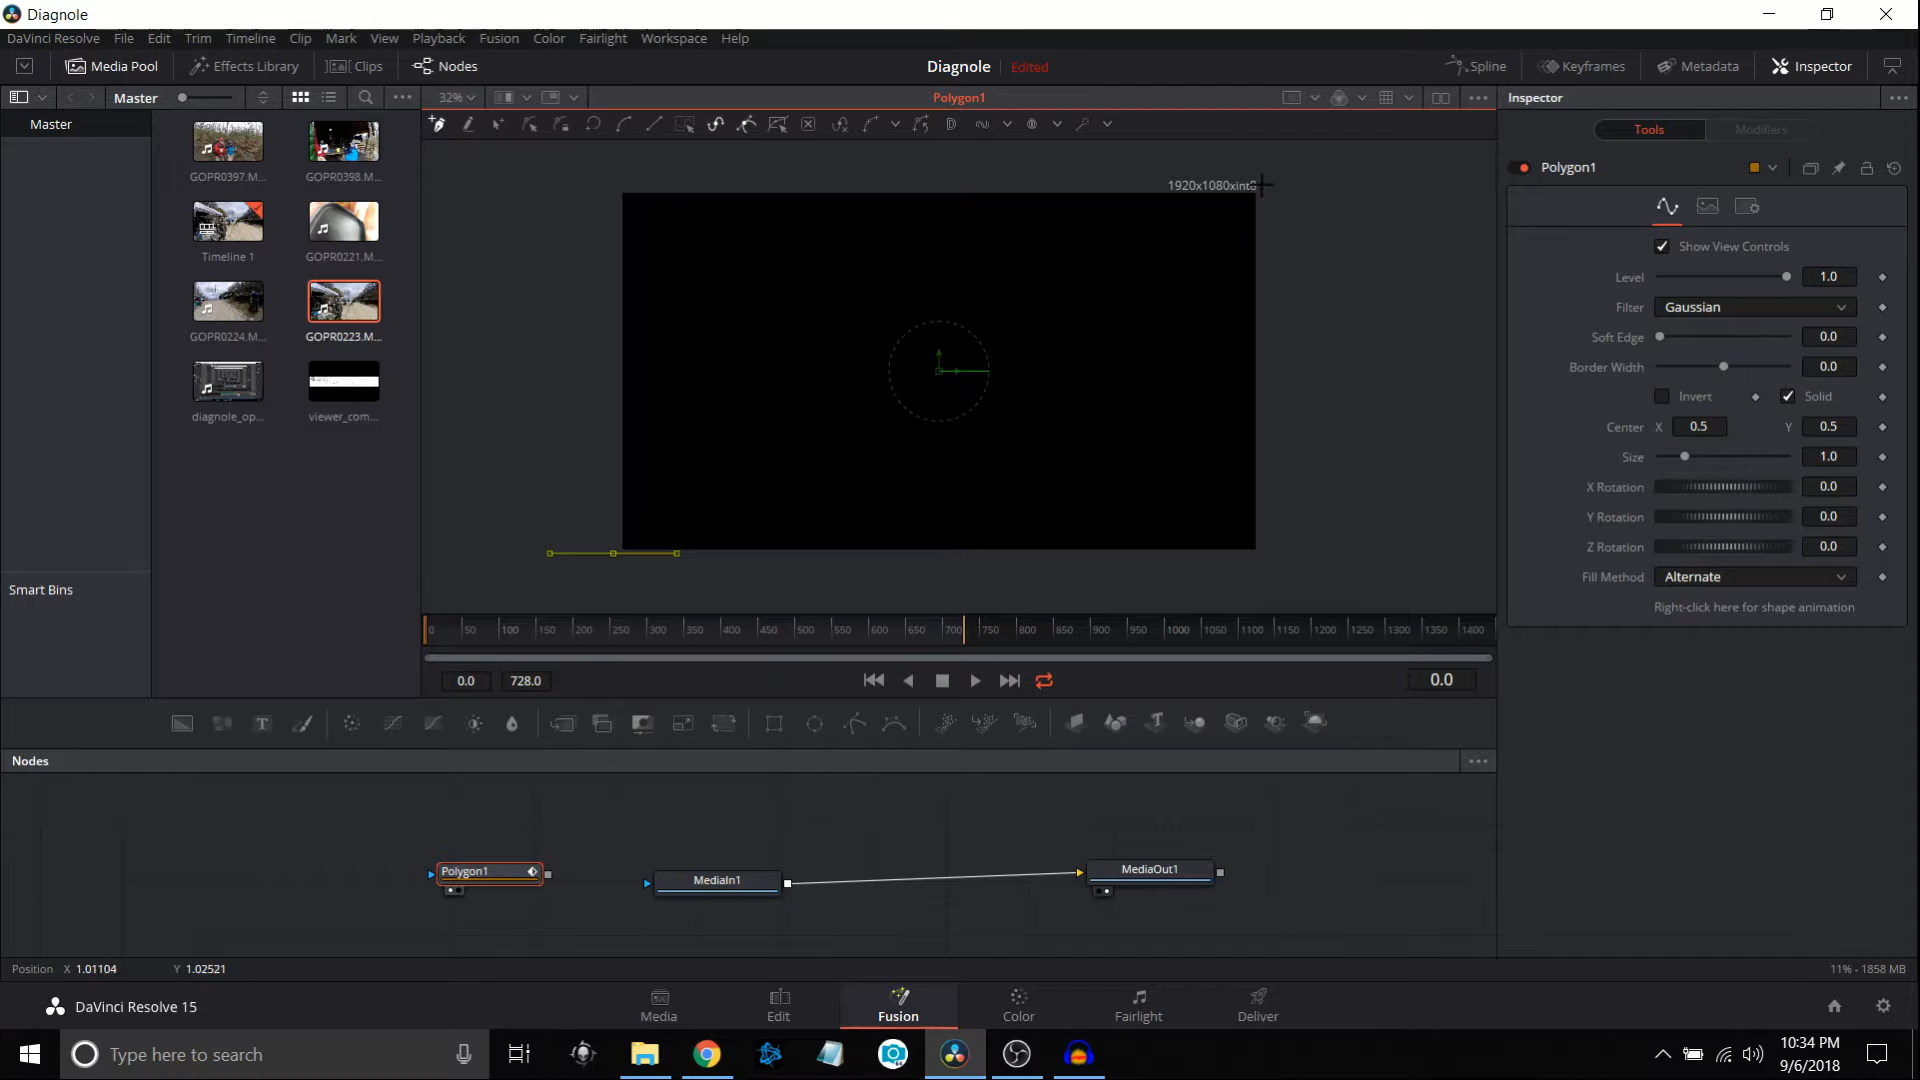 Diagnole
DaVinci Resolve File Edit Trim Timeline Clip Mark View Playback Fusion Color Fairlight Workspace Help
Media Pool Effects Library Clips Nodes Diagnole Edited Spline Keyframes Metadata Inspector
Master 32% Polygon1 Inspector
Master
Tools Modifiers
GOPR0397.M... GOPR0398.M...
Polygon1
1920x1080xint8
Timeline 1 GOPR0221.M...
Show View Controls
Level 1.0
Filter Gaussian
GOPR0224.M... GOPR0223.M...
Soft Edge 0.0
Border Width 0.0
Invert Solid
diagnole_op... viewer_com...
Center X 0.5 Y 0.5
Size 1.0
X Rotation 0.0
Y Rotation 0.0
Z Rotation 0.0
Fill Method Alternate
Smart Bins
Right-click here for shape animation
0 50 100 150 200 250 300 350 400 450 500 550 600 650 700 750 800 850 900 950 1000 1050 1100 1150 1200 1250 1300 1350 1400
0.0 728.0 0.0
Nodes
Polygon1 MediaIn1 MediaOut1
Position X 1.01104 Y 1.02521 11% - 1858 MB
DaVinci Resolve 15 Media Edit Fusion Color Fairlight Deliver
Type here to search
10:34 PM
9/6/2018